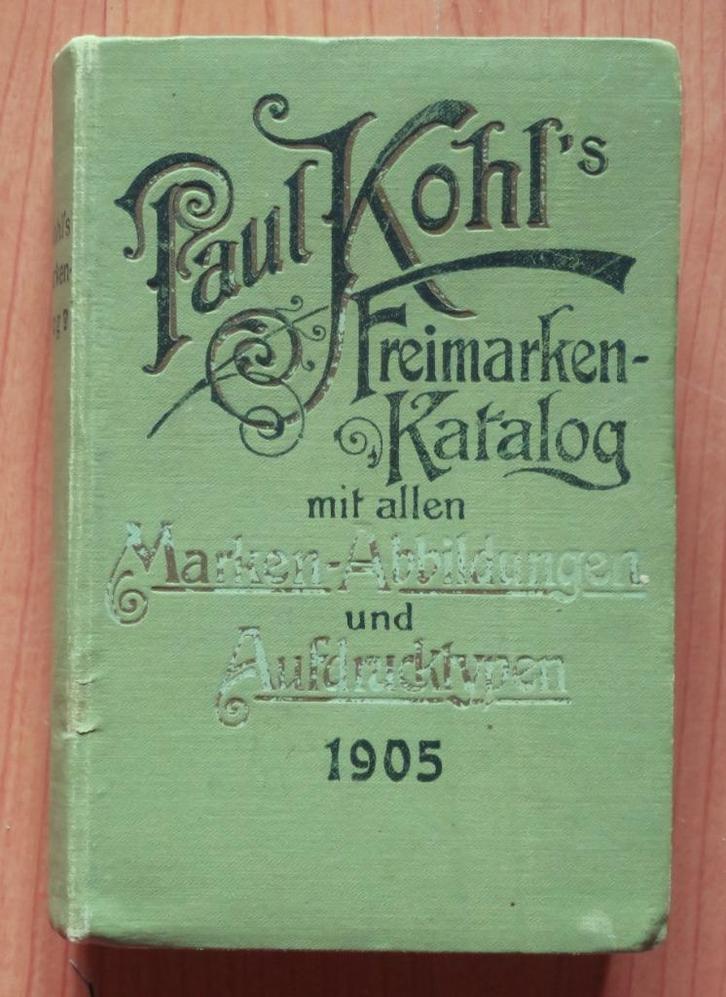 Paul Kohl's
Freimarken-
Katalog
mit allen
Marken-Abbildungen
und
Aufdrucktypen
1905